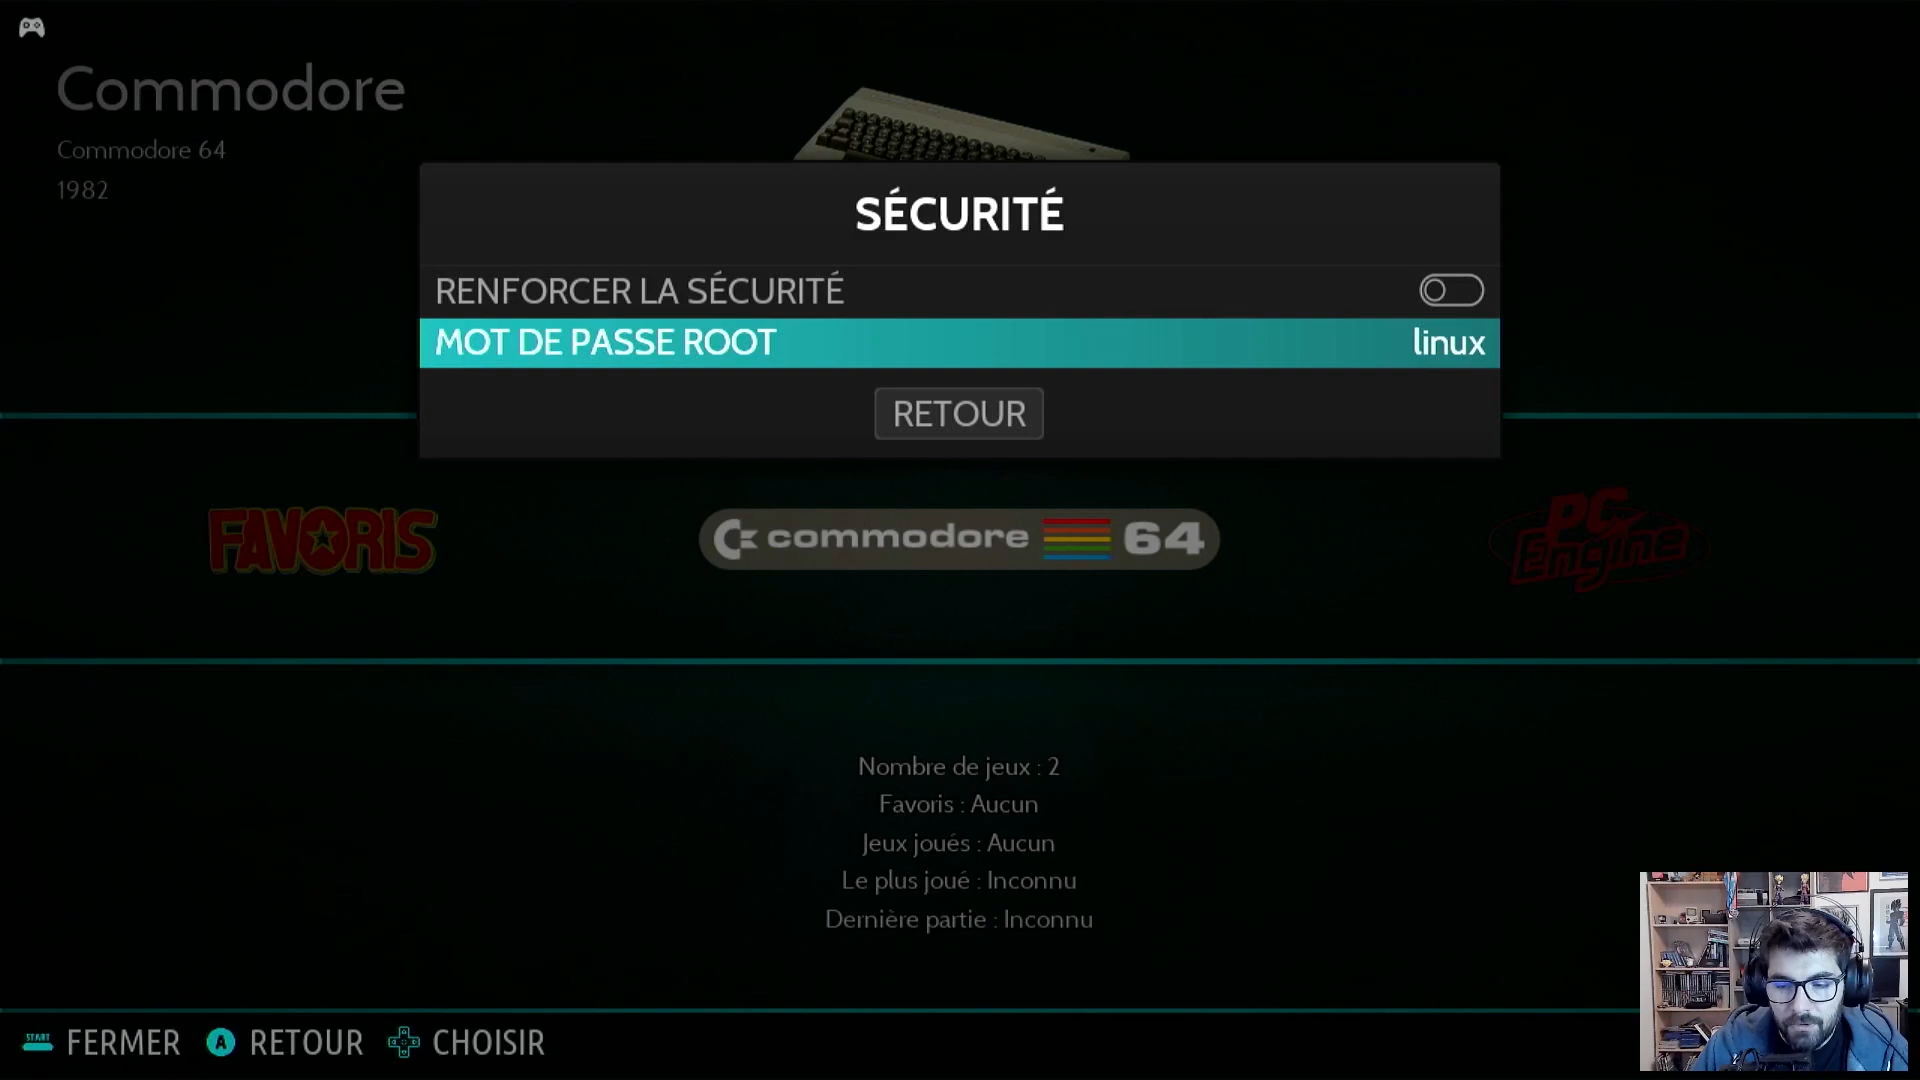 Commodore
Commodore 64
1982
SÉCURITÉ
RENFORCER LA SÉCURITÉ
MOT DE PASSE ROOT linux
RETOUR
FAVORIS
commodore 64
PC Engine
Nombre de jeux : 2
Favoris : Aucun
Jeux joués : Aucun
Le plus joué : Inconnu
Dernière partie : Inconnu
START FERMER A RETOUR CHOISIR